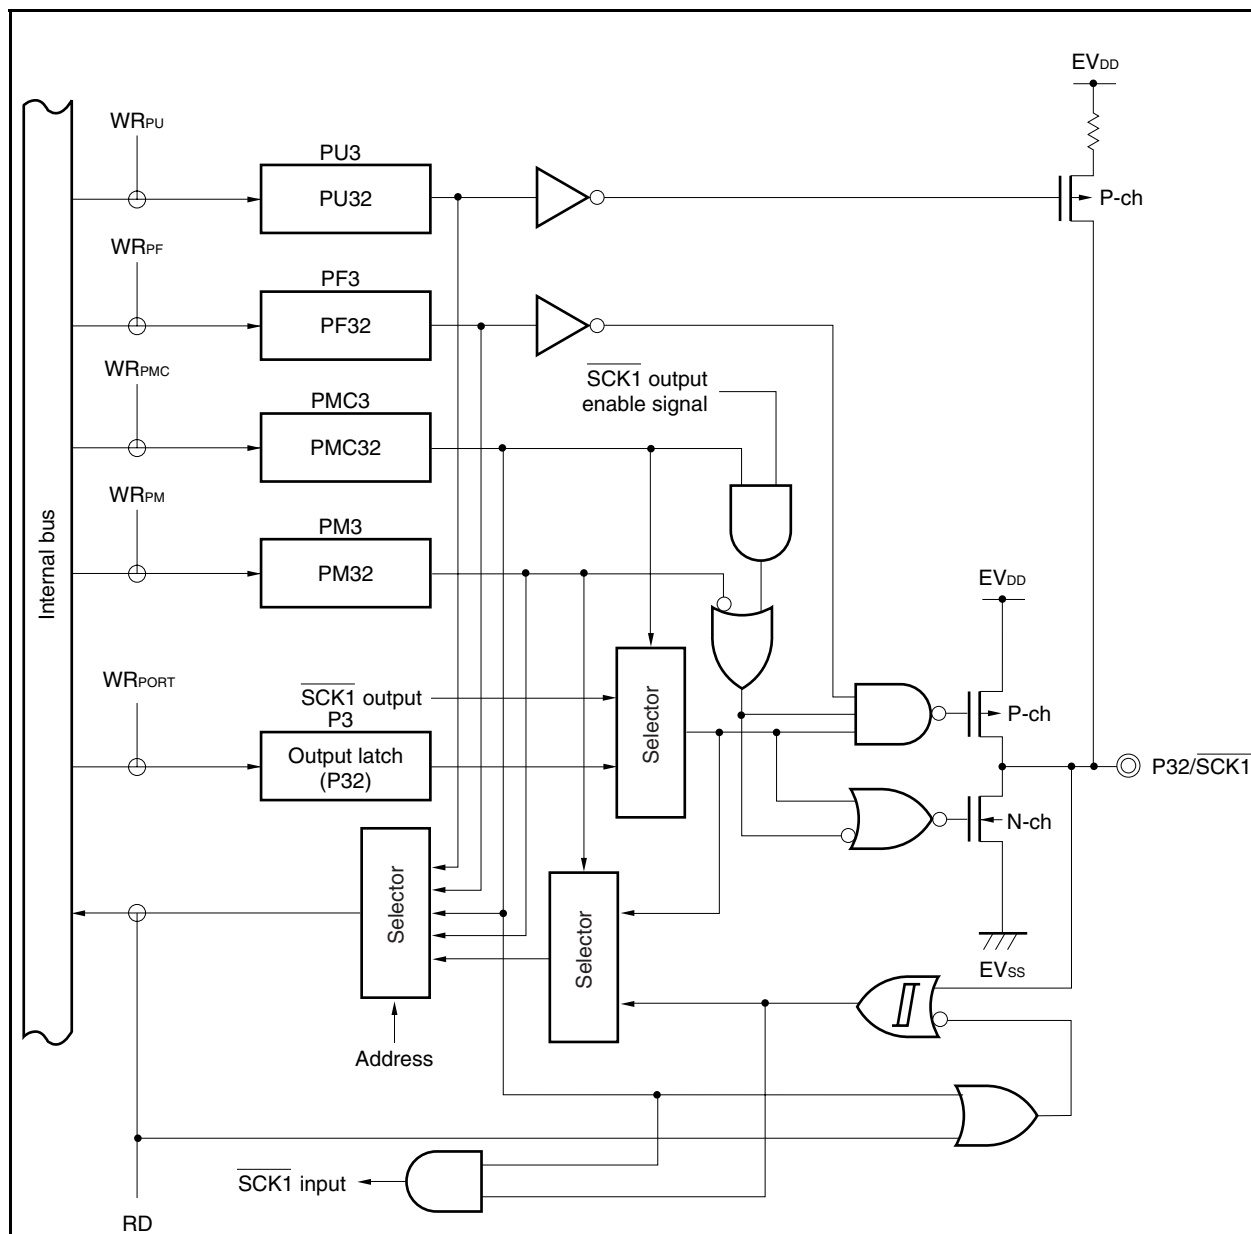 EVDD
WRPU
PU3
PU32
P-ch
WRPF
PF3
PF32
WRPMC
SCK1 output
enable signal
PMC3
PMC32
WRPM
PM3
PM32
Internal bus
EVDD
WRPORT
SCK1 output
P3
Output latch
(P32)
Selector
P-ch
P32/SCK1
N-ch
Selector
Selector
EVSS
Address
SCK1 input
RD